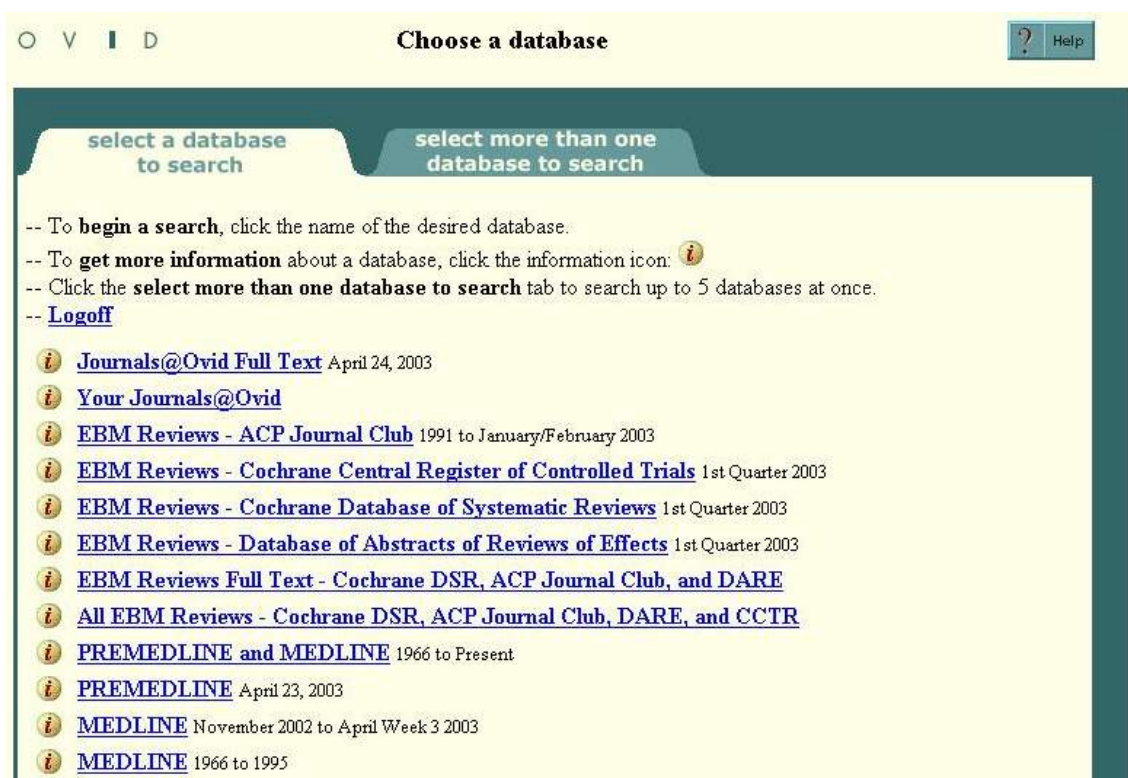 O V I D
Choose a database
? Help
select a database
to search
select more than one
database to search
-- To begin a search, click the name of the desired database.
-- To get more information about a database, click the information icon: i
-- Click the select more than one database to search tab to search up to 5 databases at once.
-- Logoff
i Journals@Ovid Full Text April 24, 2003
i Your Journals@Ovid
i EBM Reviews - ACP Journal Club 1991 to January/February 2003
i EBM Reviews - Cochrane Central Register of Controlled Trials 1st Quarter 2003
i EBM Reviews - Cochrane Database of Systematic Reviews 1st Quarter 2003
i EBM Reviews - Database of Abstracts of Reviews of Effects 1st Quarter 2003
i EBM Reviews Full Text - Cochrane DSR, ACP Journal Club, and DARE
i All EBM Reviews - Cochrane DSR, ACP Journal Club, DARE, and CCTR
i PREMEDLINE and MEDLINE 1966 to Present
i PREMEDLINE April 23, 2003
i MEDLINE November 2002 to April Week 3 2003
i MEDLINE 1966 to 1995